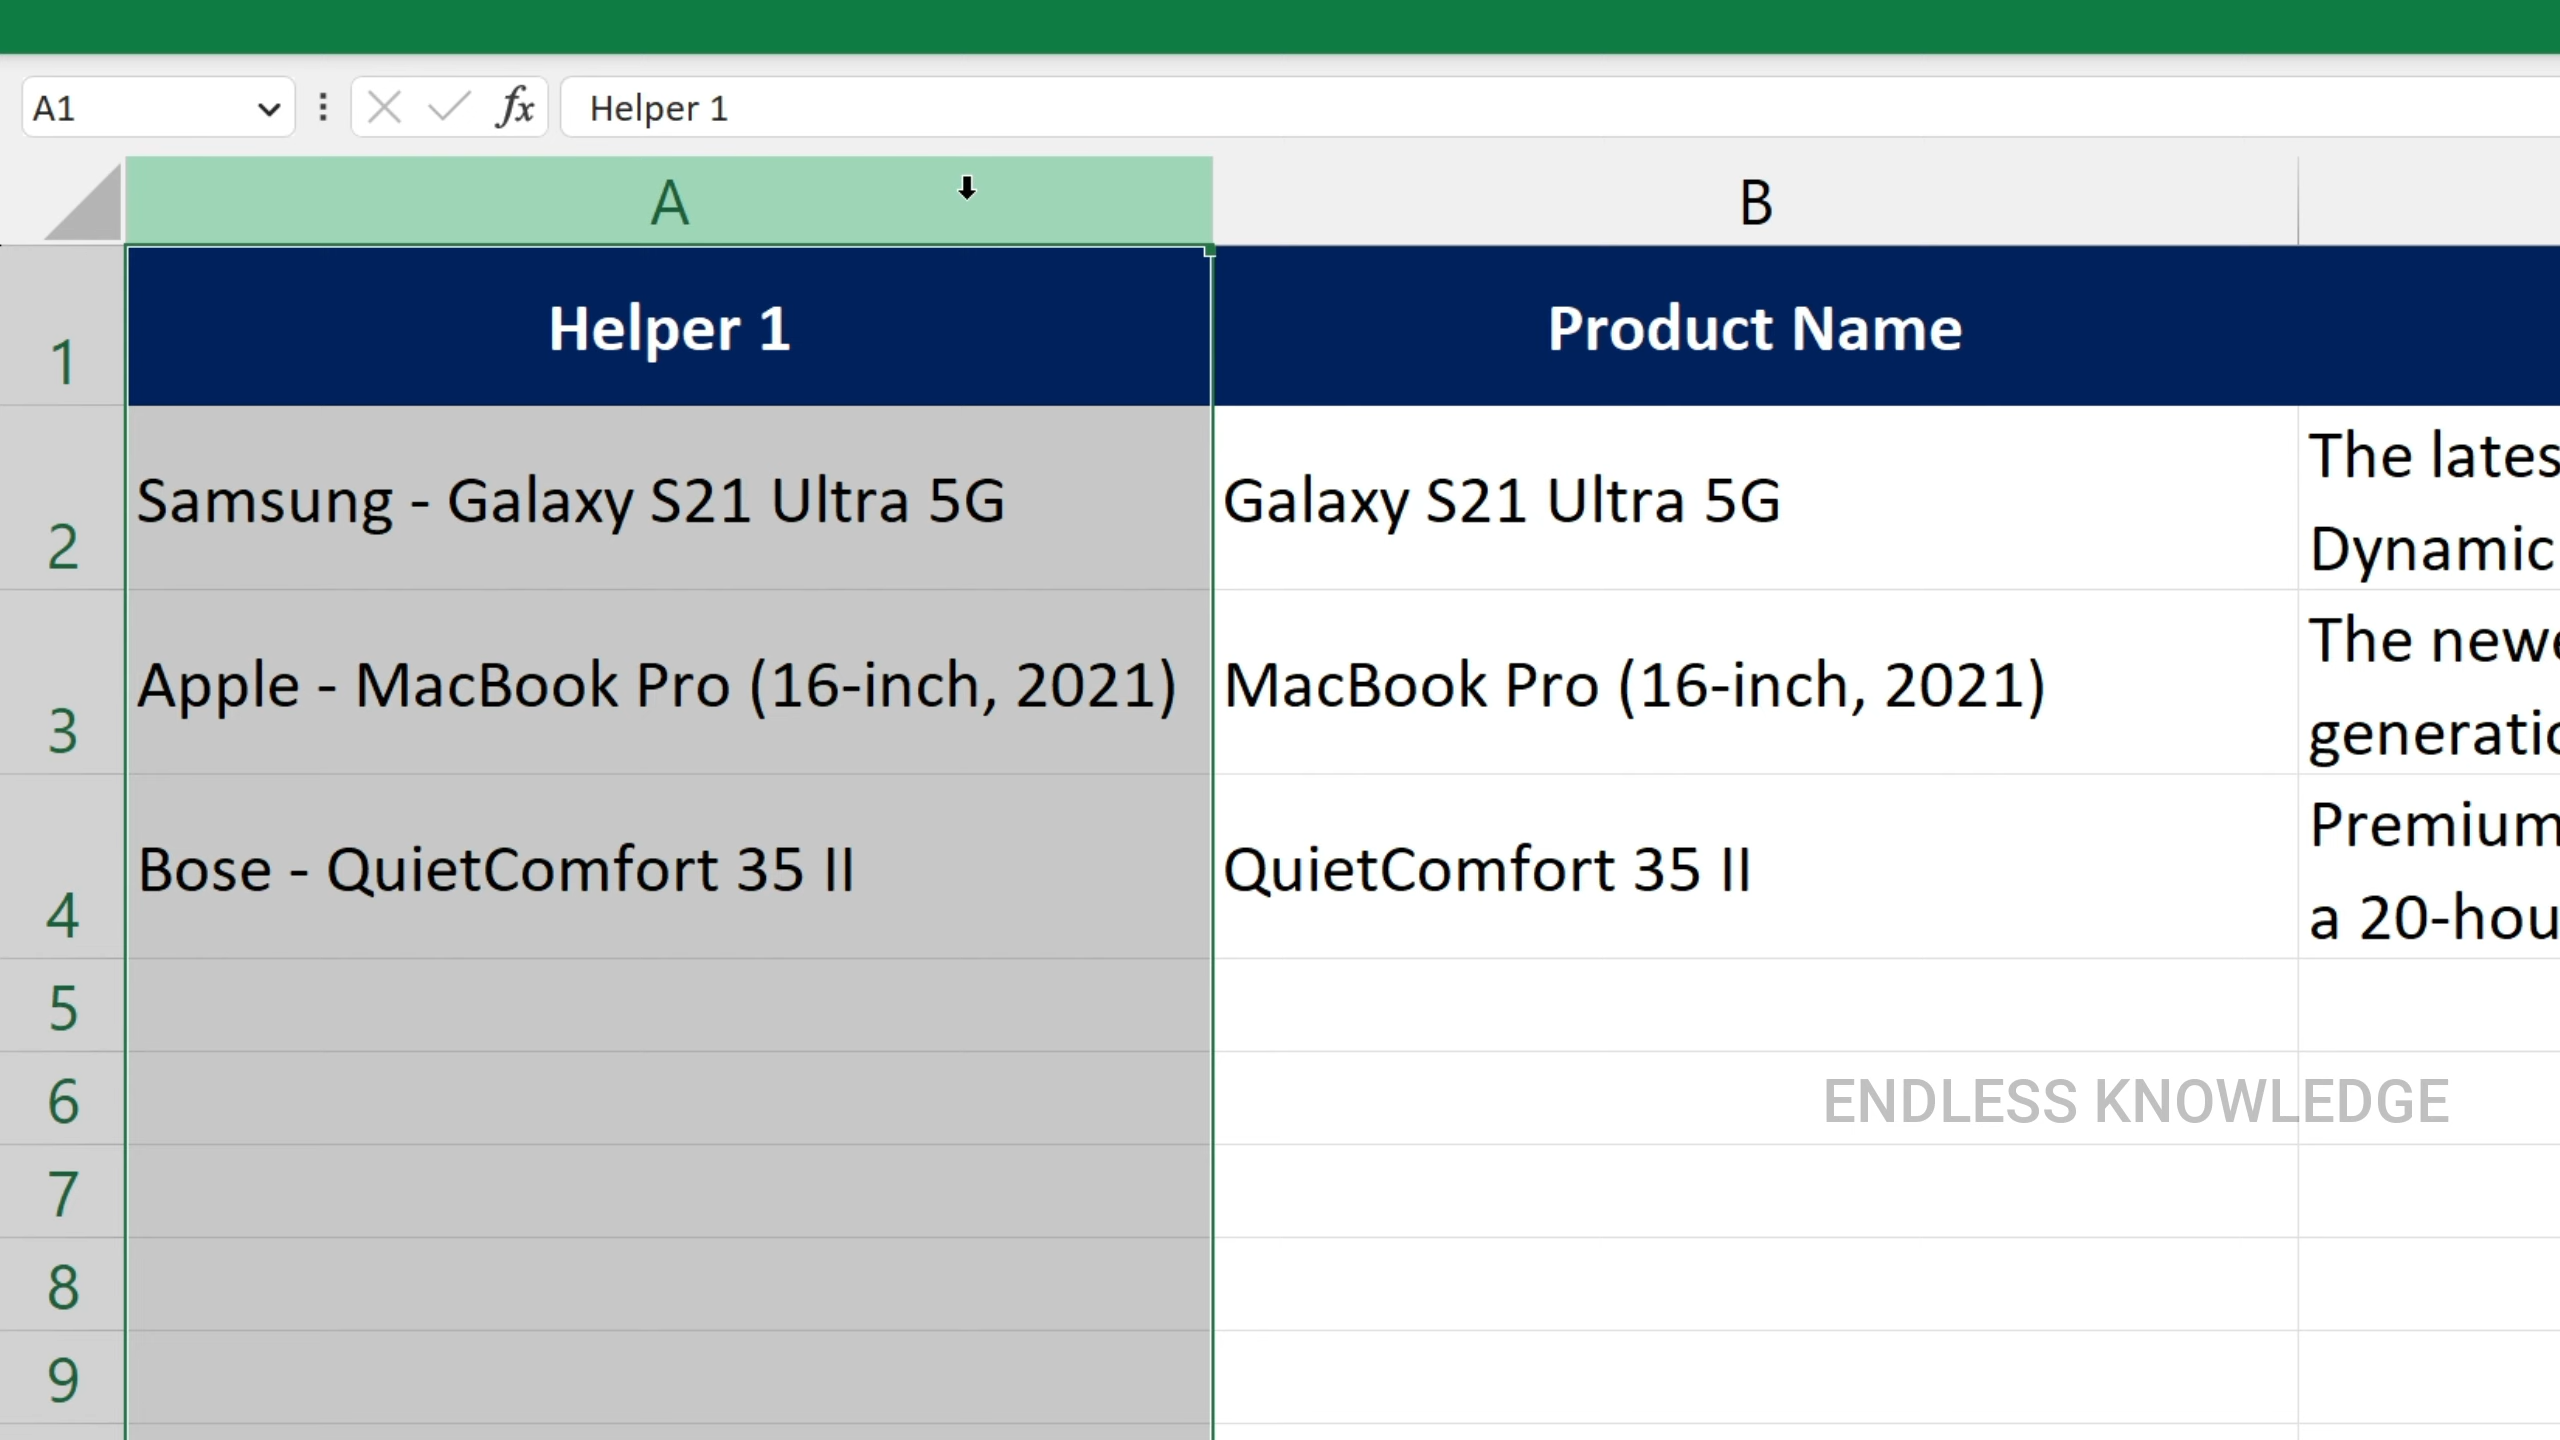 A1
fx Helper 1
A B
1 Helper 1 Product Name
2 Samsung - Galaxy S21 Ultra 5G Galaxy S21 Ultra 5G The lates
Dynamic
3 Apple - MacBook Pro (16-inch, 2021) MacBook Pro (16-inch, 2021) The newe
generatio
4 Bose - QuietComfort 35 II QuietComfort 35 II Premium
a 20-hou
5
6 ENDLESS KNOWLEDGE
7
8
9